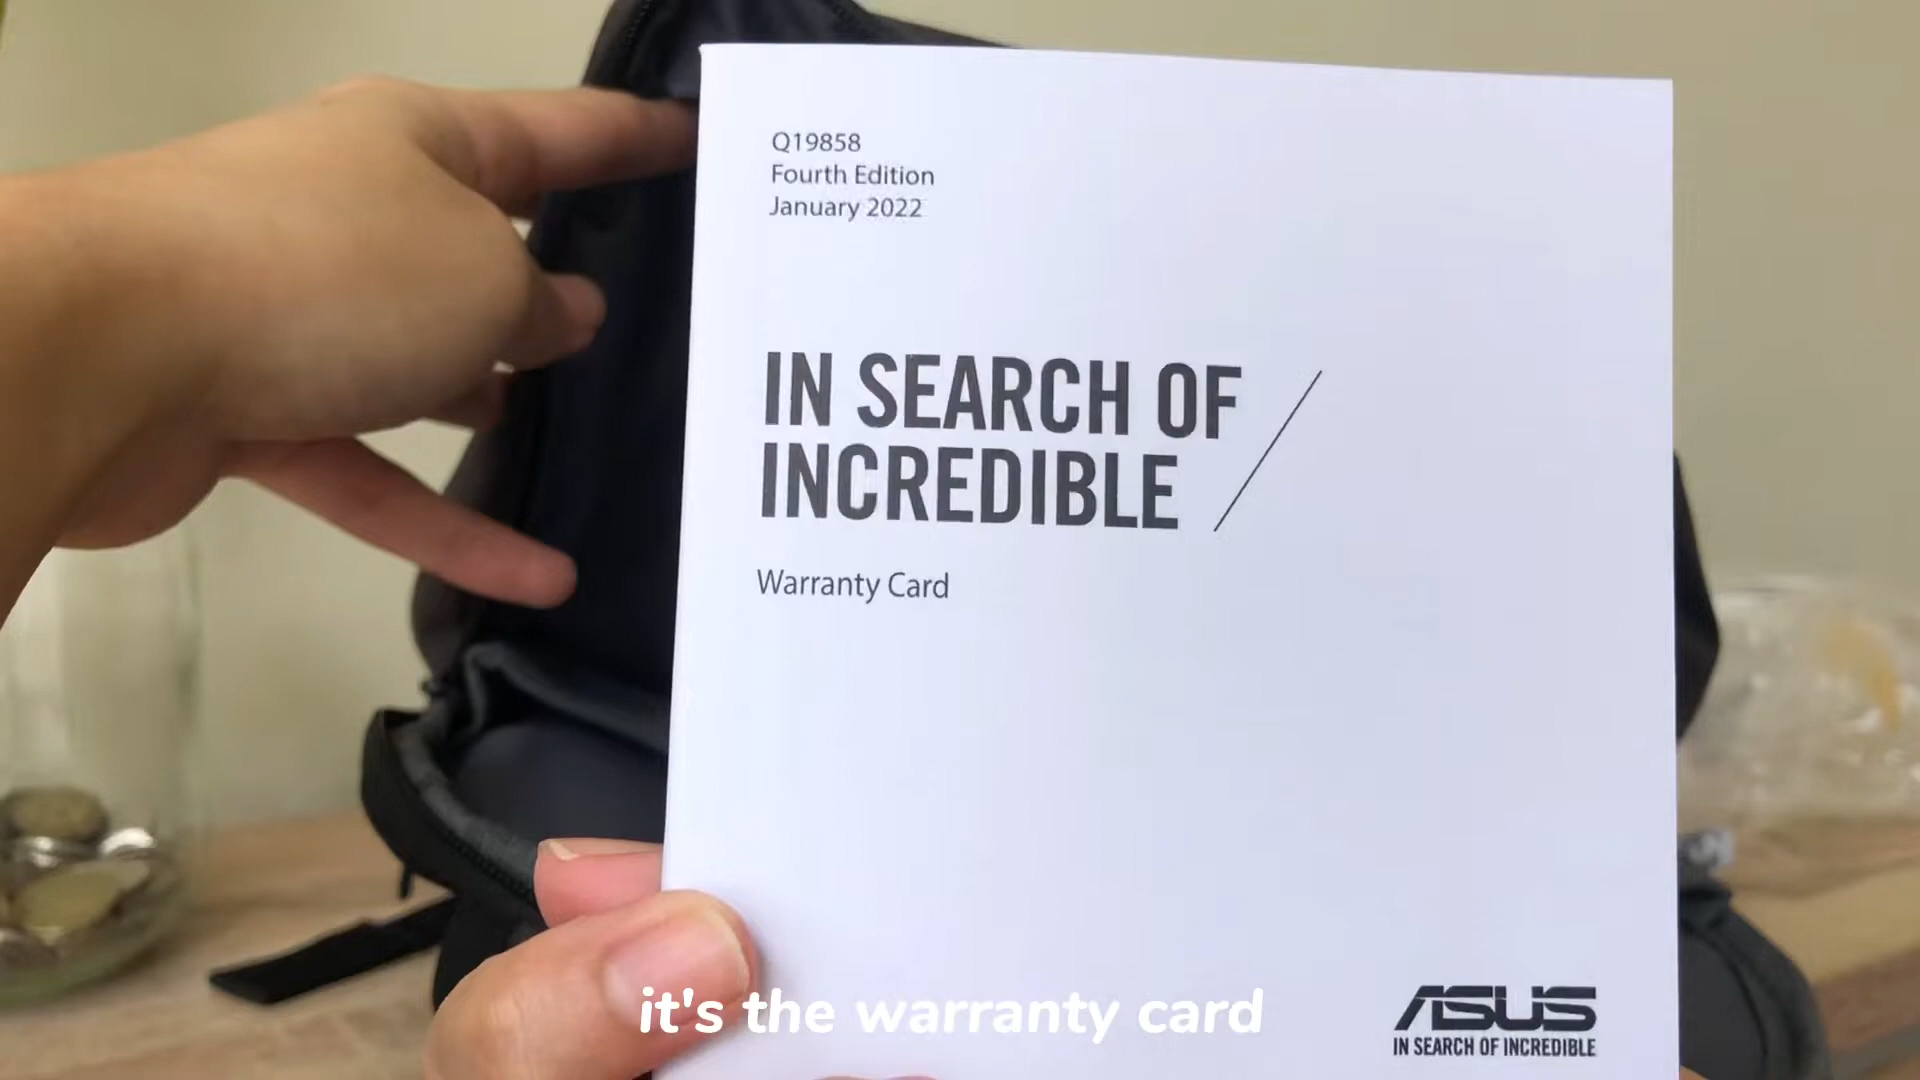 Q19858
Fourth Edition
January 2022
IN SEARCH OF
INCREDIBLE
Warranty Card
it's the warranty card
ASUS
IN SEARCH OF INCREDIBLE